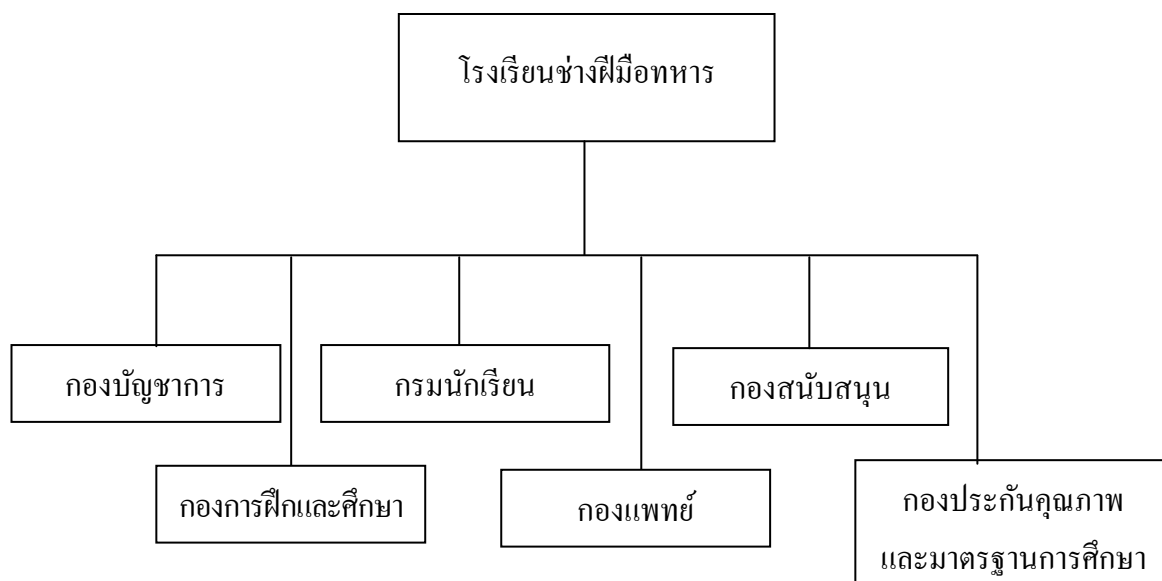 โรงเรียนช่างฝีมือทหาร
กองบัญชาการ
กรมนักเรียน
กองสนับสนุน
กองการฝึกและศึกษา
กองแพทย์
กองประกันคุณภาพ
และมาตรฐานการศึกษา